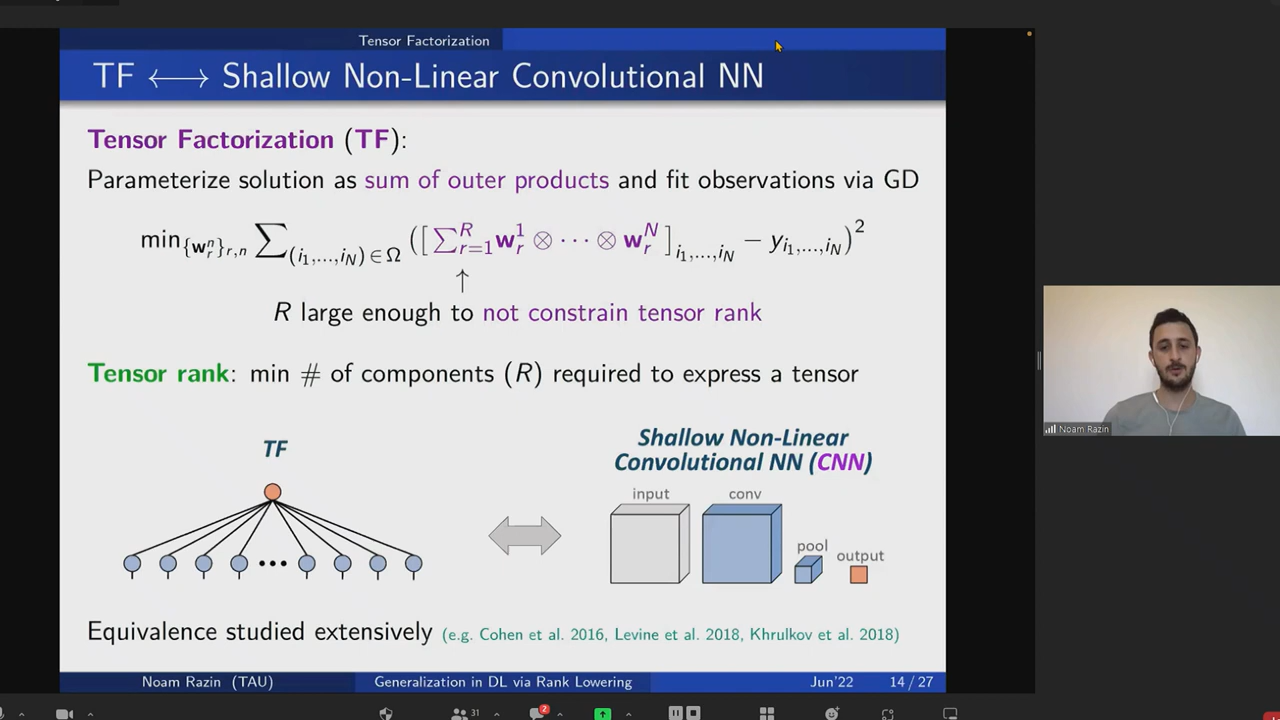 Tensor Factorization
TF ⟷ Shallow Non-Linear Convolutional NN
Tensor Factorization (TF):
Parameterize solution as sum of outer products and fit observations via GD
min_{\{w_r^n\}_{r,n}} ∑_{(i_1,...,i_N)∈Ω} ([∑_{r=1}^R w_r^1 ⊗ ··· ⊗ w_r^N]_{i_1,...,i_N} − y_{i_1,...,i_N})^2
↑
R large enough to not constrain tensor rank
Tensor rank: min # of components (R) required to express a tensor
TF
Shallow Non-Linear
Convolutional NN (CNN)
input conv
pool output
Equivalence studied extensively (e.g. Cohen et al. 2016, Levine et al. 2018, Khrulkov et al. 2018)
Noam Razin (TAU) Generalization in DL via Rank Lowering Jun'22 14 / 27
Noam Razin
31 2